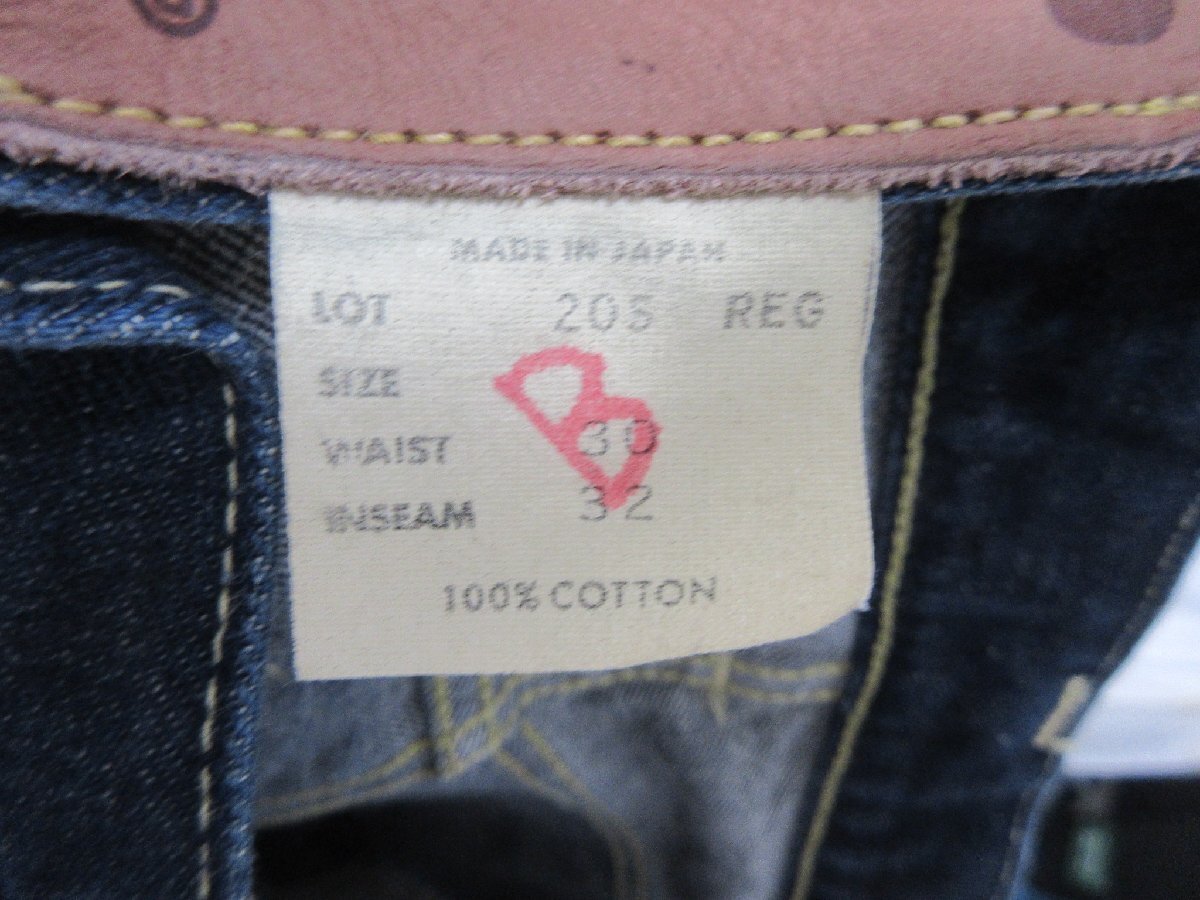 MADE IN JAPAN
LOT 205 REG
SIZE B
WAIST 30
INSEAM 32
100% COTTON